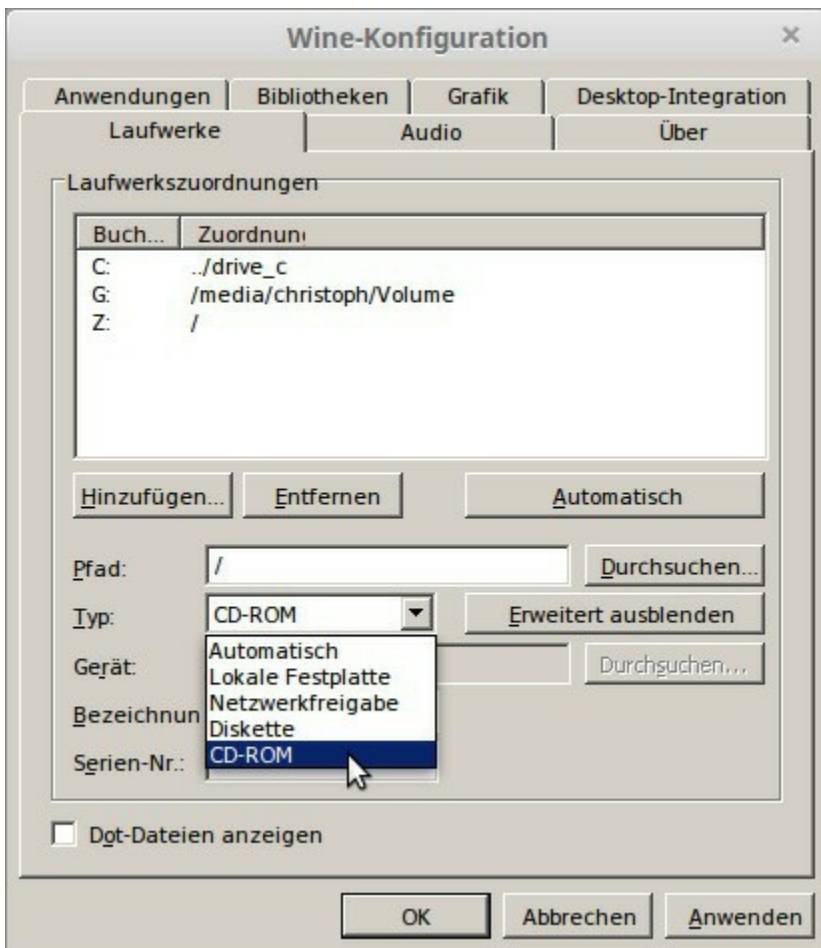 Wine-Konfiguration
Anwendungen Bibliotheken Grafik Desktop-Integration
Laufwerke Audio Über
Laufwerkszuordnungen
Buch... Zuordnun
C: ../drive_c
G: /media/christoph/Volume
Z: /
Hinzufügen... Entfernen Automatisch
Pfad: / Durchsuchen...
Typ: CD-ROM Erweitert ausblenden
Automatisch
Gerät: Lokale Festplatte Durchsuchen...
Netzwerkfreigabe
Bezeichnun Diskette
CD-ROM
Serien-Nr.:
Dot-Dateien anzeigen
OK Abbrechen Anwenden